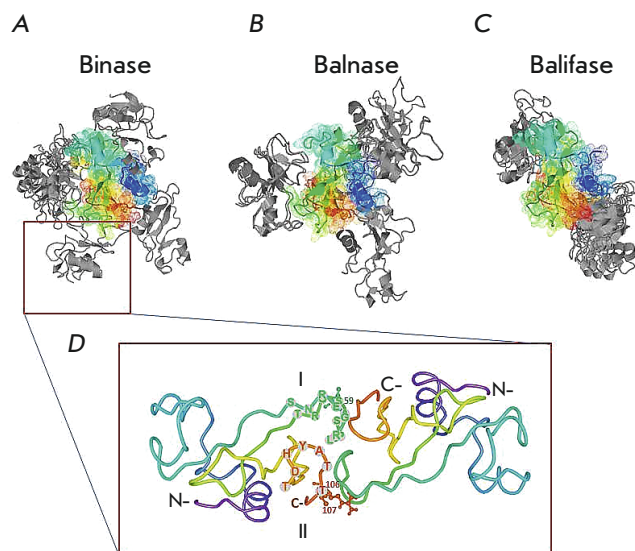 A
B
C
Binase
Balnase
Balifase
D
I
C-
N-
S
T
N
R
S
E
S
G
R
59
H
Y
A
T
T
D
T
106
107
N-
C-
II